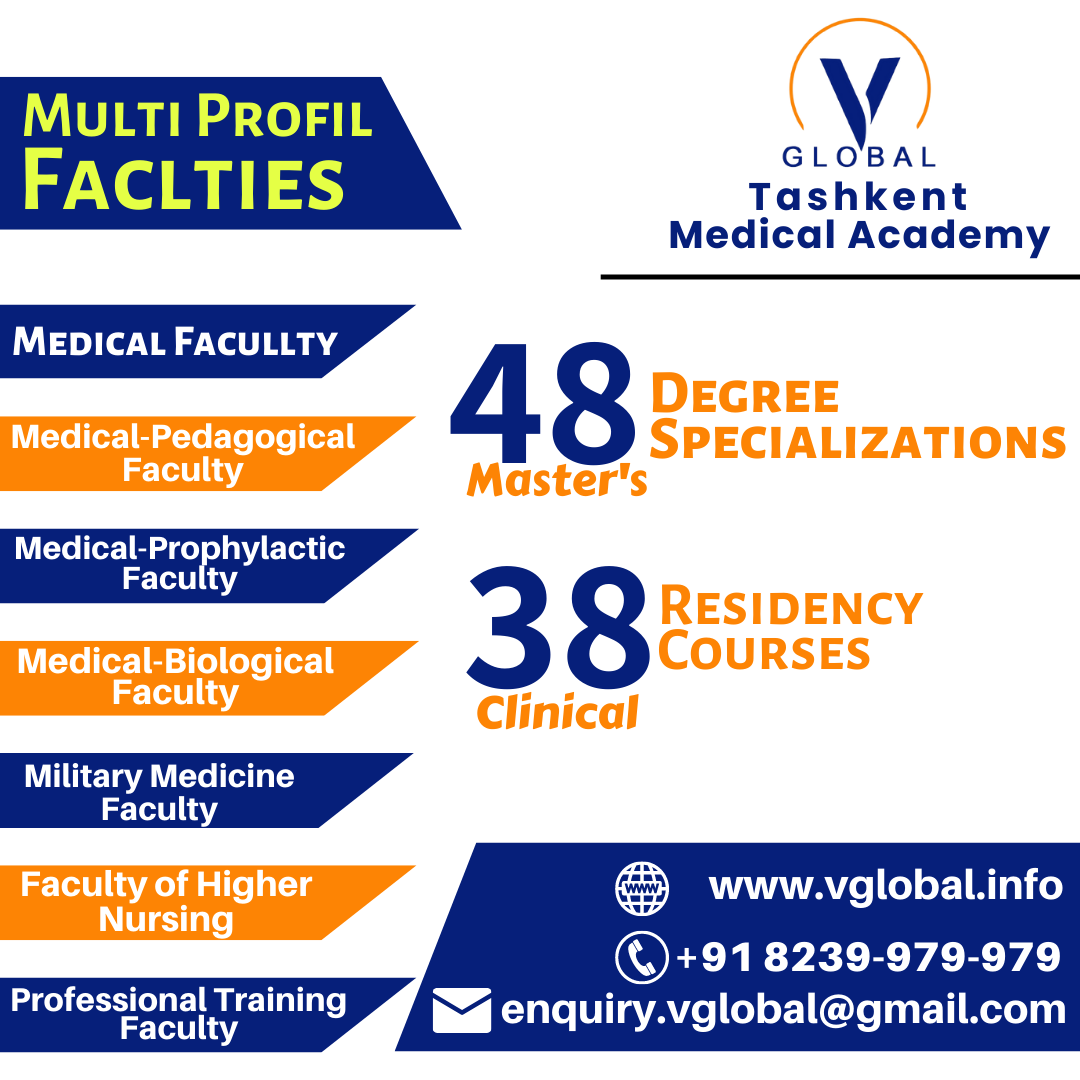 Multi Profil
Faclties
V
GLOBAL
Tashkent
Medical Academy
Medical Facullty
Medical-Pedagogical
Faculty
Medical-Prophylactic
Faculty
Medical-Biological
Faculty
Military Medicine
Faculty
Faculty of Higher
Nursing
Professional Training
Faculty
48
Degree
Specializations
Master's
38
Residency
Courses
Clinical
www
www.vglobal.info
+91 8239-979-979
enquiry.vglobal@gmail.com